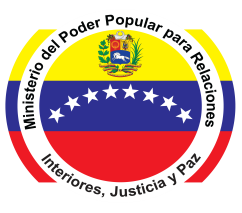 Ministerio del Poder Popular para Relaciones
Interiores, Justicia y Paz